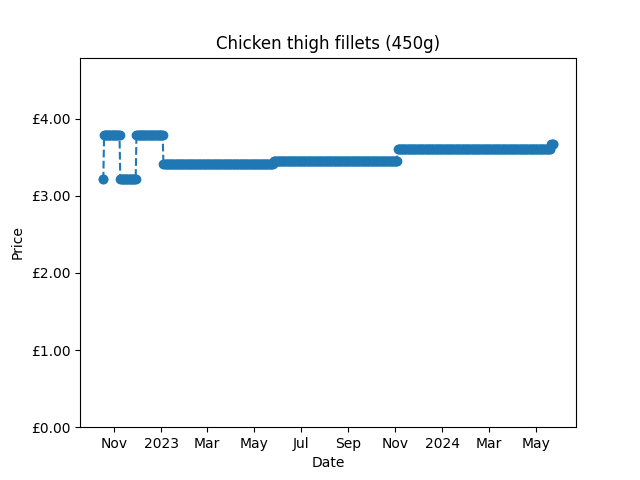 Chicken thigh fillets (450g)
£4.00
£3.00
£2.00
£1.00
£0.00
Price
Nov 2023 Mar May Jul Sep Nov 2024 Mar May
Date